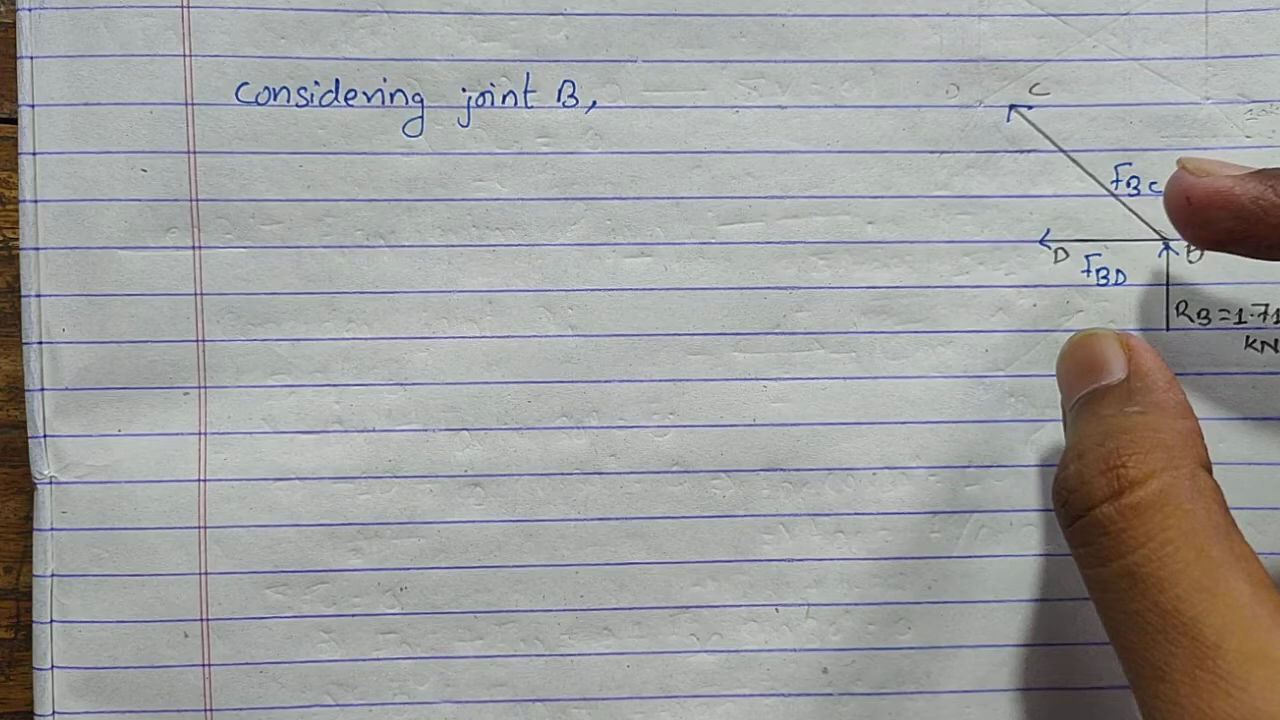 Considering joint B,
C
FBC
D
B
FBD
RB=1.71
KN